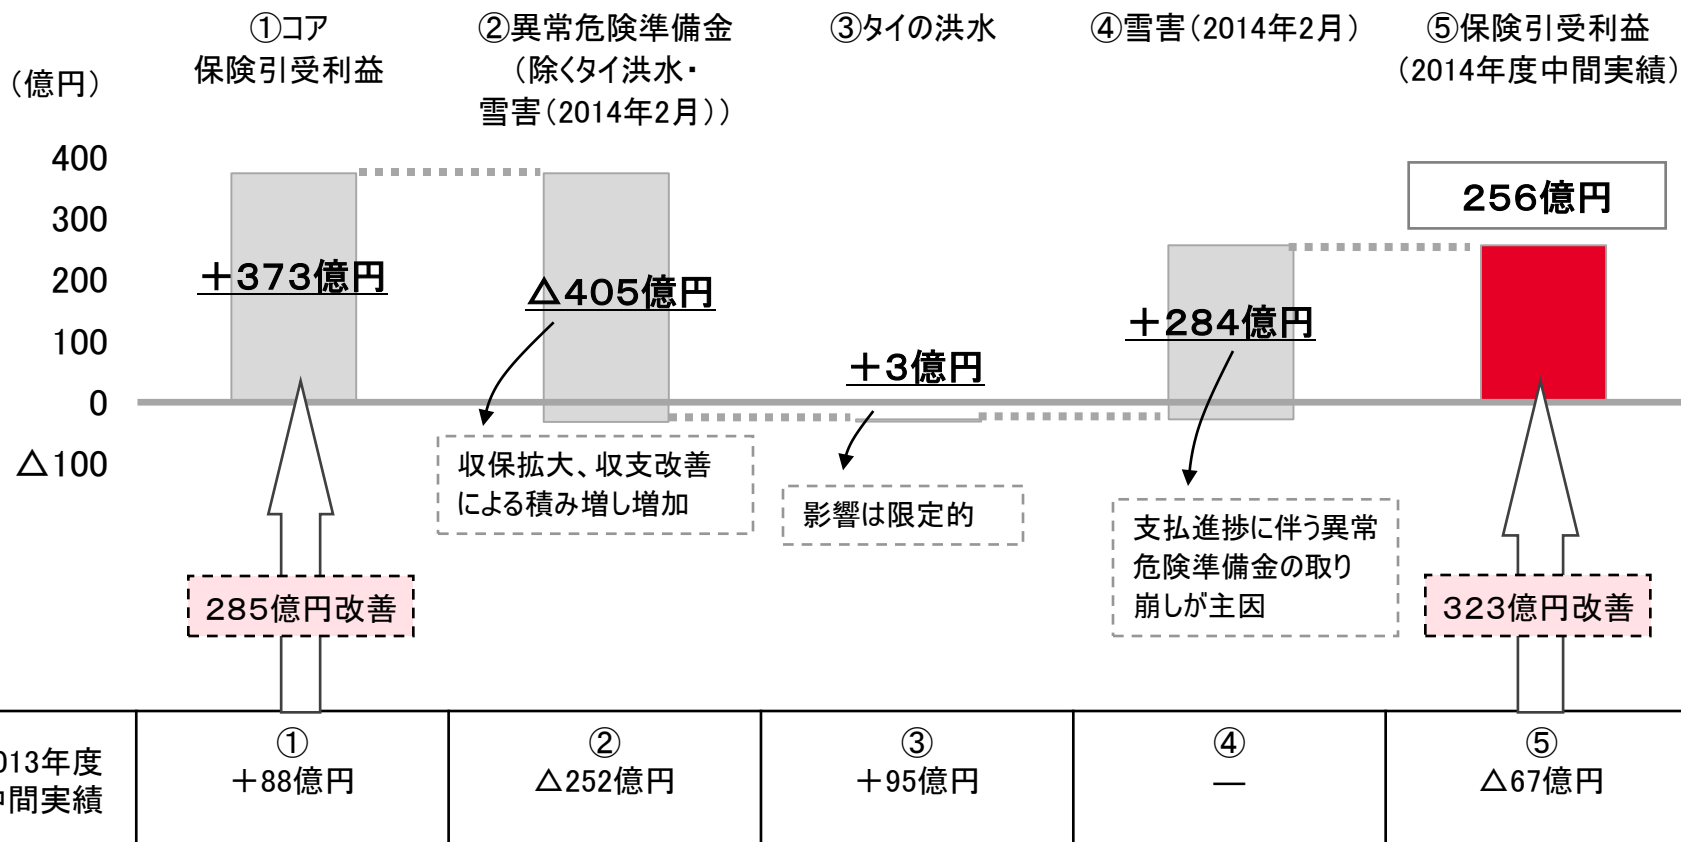 ①コア
保険引受利益
②異常危険準備金
（除くタイ洪水・
雪害（2014年2月））
③タイの洪水
④雪害（2014年2月）
⑤保険引受利益
（2014年度中間実績）
（億円）
400
300
200
100
0
△100
＋373億円
△405億円
＋3億円
＋284億円
256億円
収保拡大、収支改善
による積み増し増加
影響は限定的
支払進捗に伴う異常
危険準備金の取り
崩しが主因
285億円改善
323億円改善
013年度
中間実績
①
＋88億円
②
△252億円
③
＋95億円
④
―
⑤
△67億円